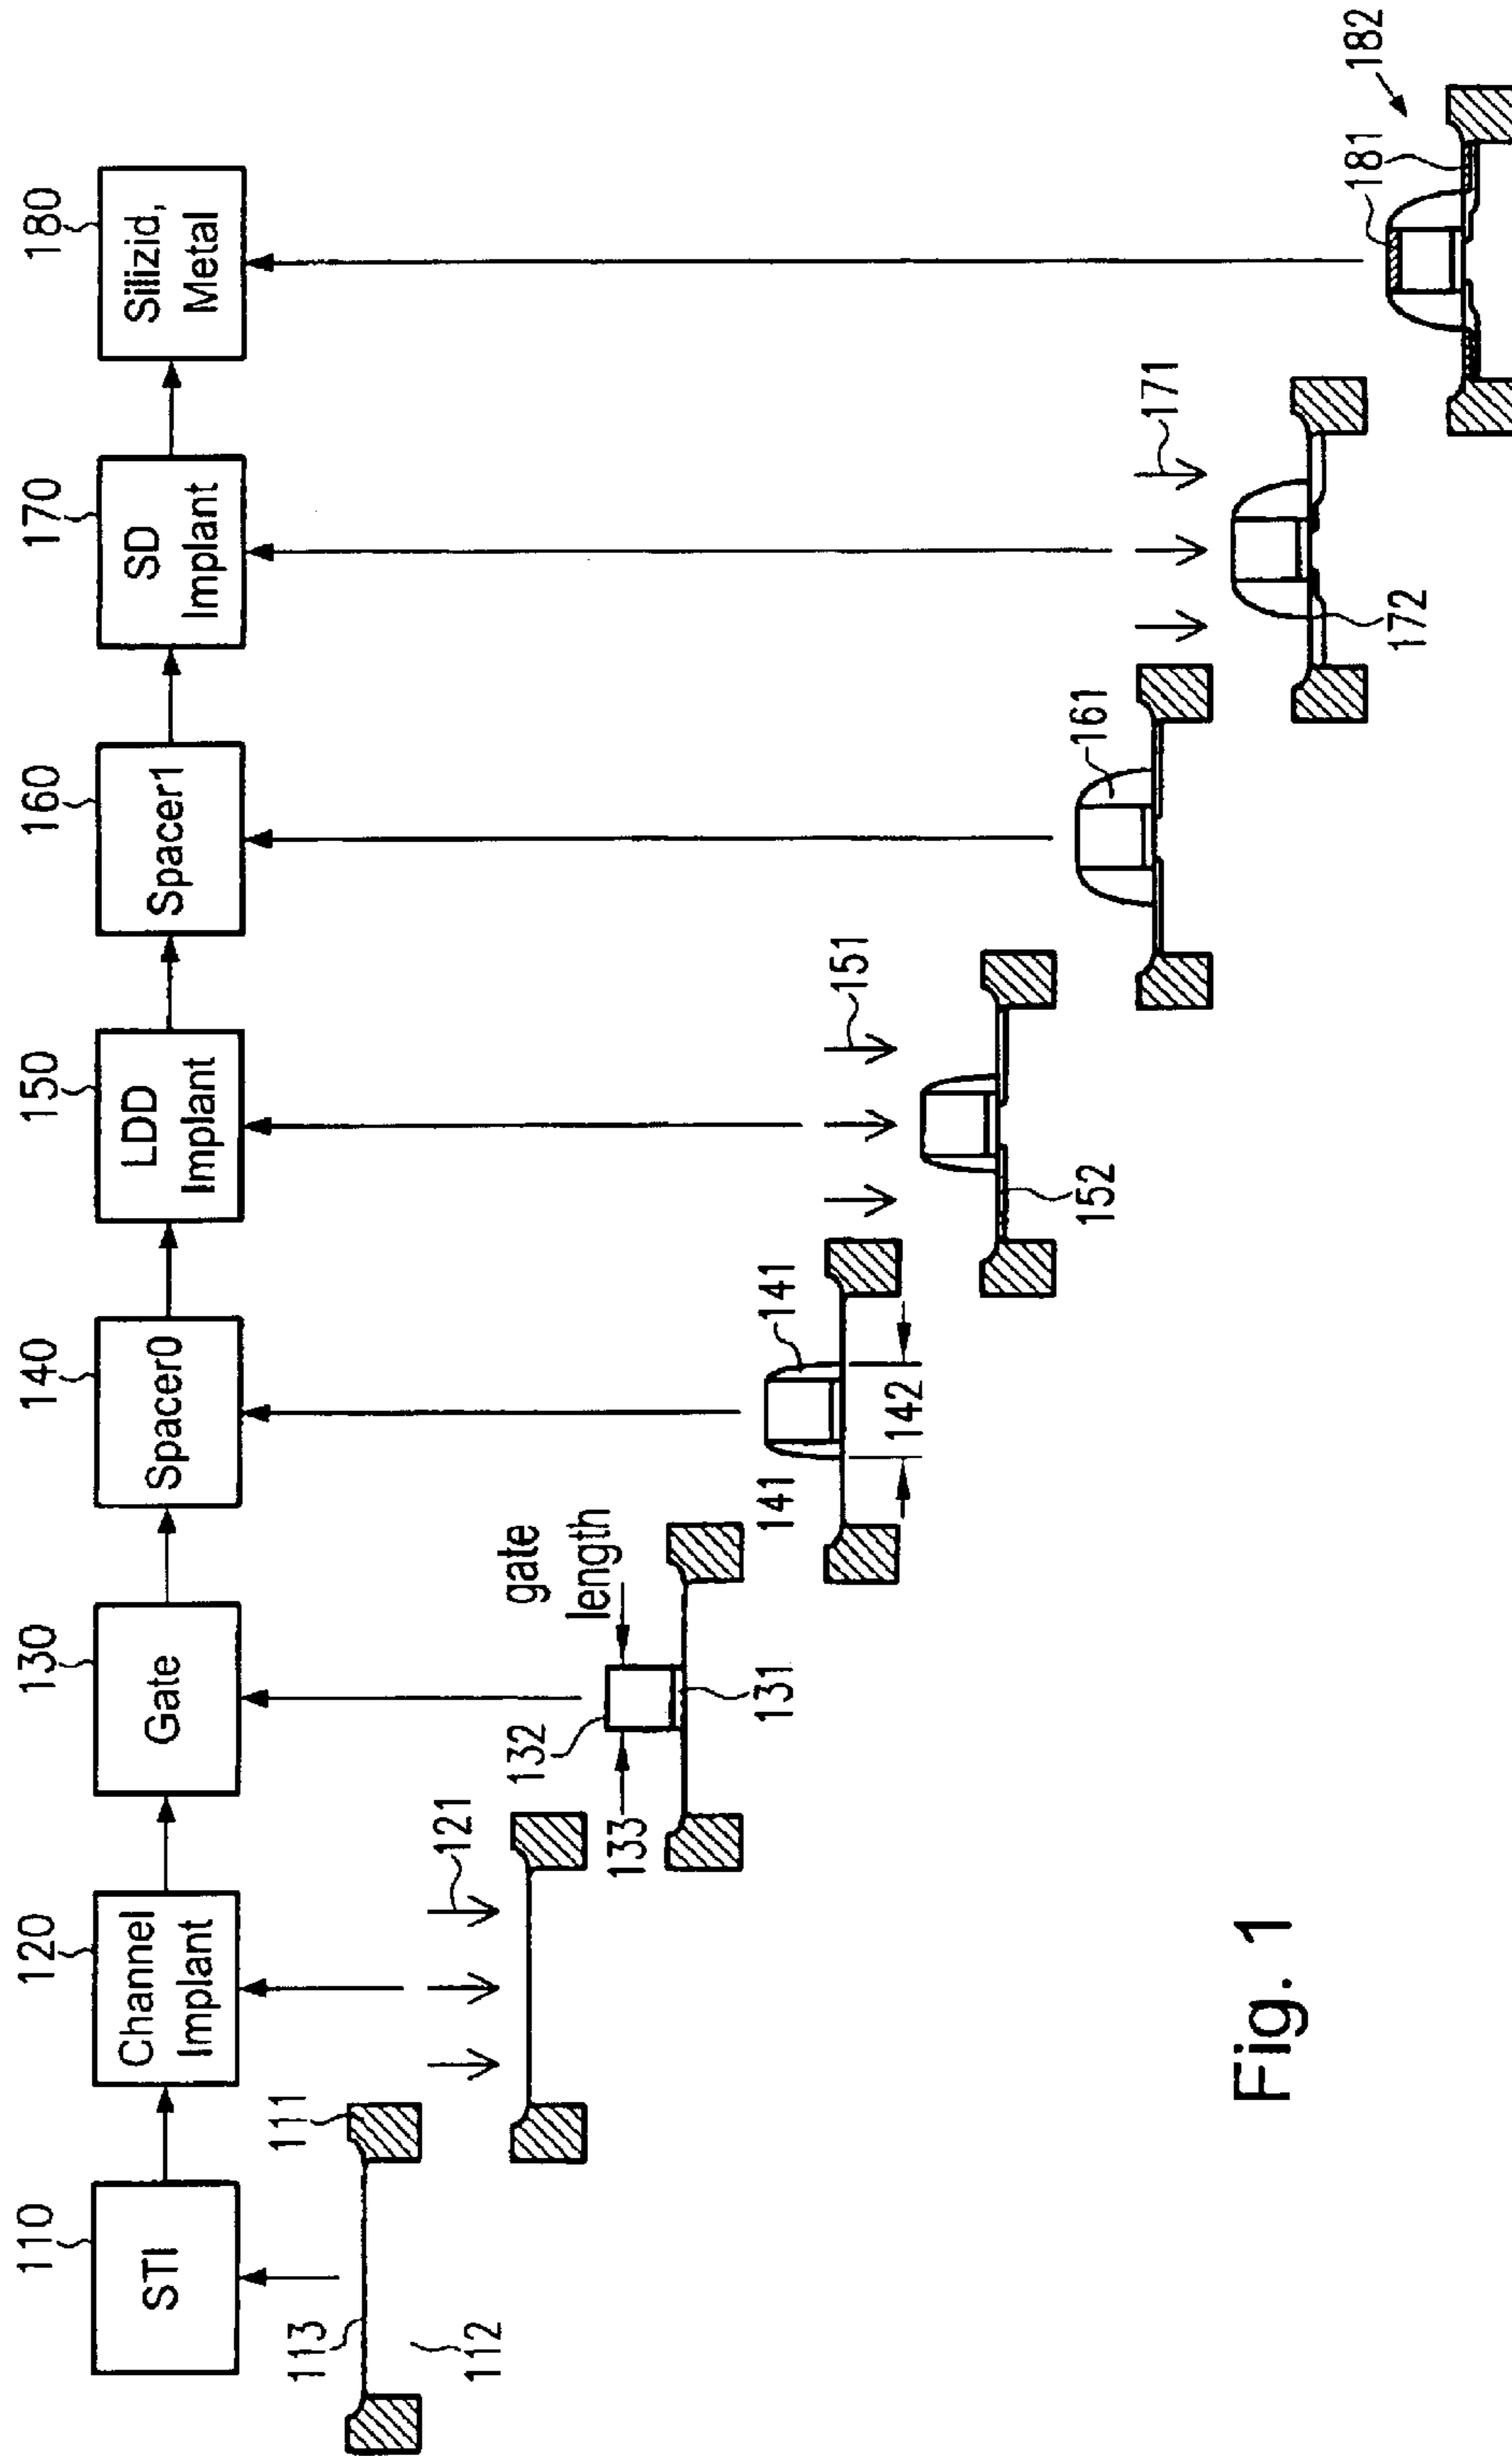 110
STI
120
Channel
Implant
130
Gate
140
Spacer0
150
LDD
Implant
160
Spacer1
170
SD
Implant
180
Silizid,
Metal
111
113
112
121
gate
length
132
133
131
141
141
142
151
152
161
171
172
181
182
Fig. 1